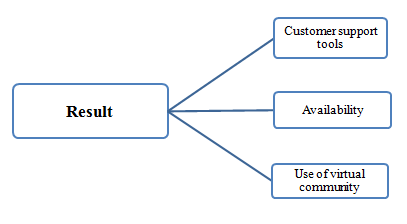 Customer support
tools
Result
Availability
Use of virtual
community